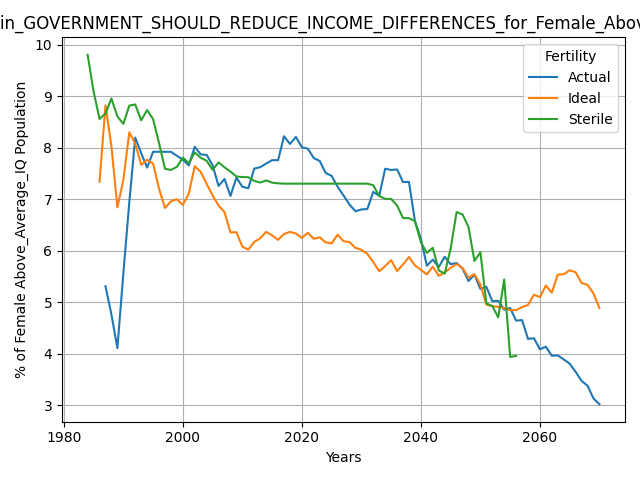 in_GOVERNMENT_SHOULD_REDUCE_INCOME_DIFFERENCES_for_Female_Above
% of Female Above_Average_IQ Population
10
9
8
7
6
5
4
3
Fertility
Actual
Ideal
Sterile
1980 2000 2020 2040 2060
Years